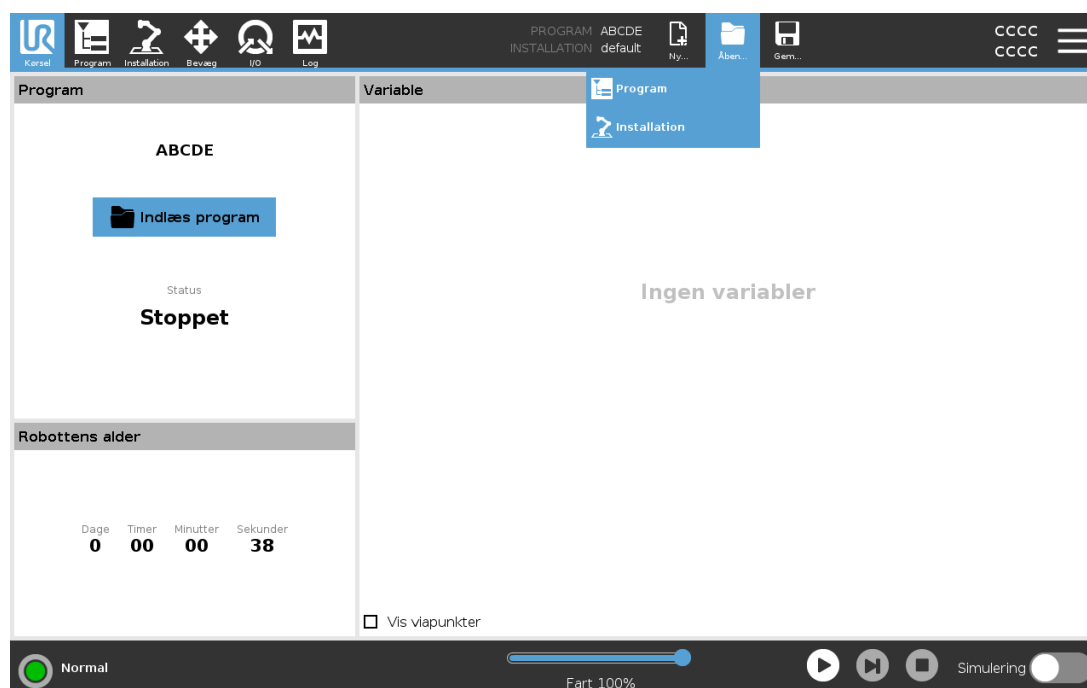 UR
Kørsel
Program
Installation
Bevæg
I/O
Log
PROGRAM ABCDE
INSTALLATION default
Ny...
Åben...
Gem...
CCCC
CCCC
Program
Installation
Program
ABCDE
Indlæs program
Status
Stoppet
Variable
Ingen variabler
Robottens alder
Dage Timer Minutter Sekunder
0 00 00 38
Vis viapunkter
Normal
Fart 100%
Simulering